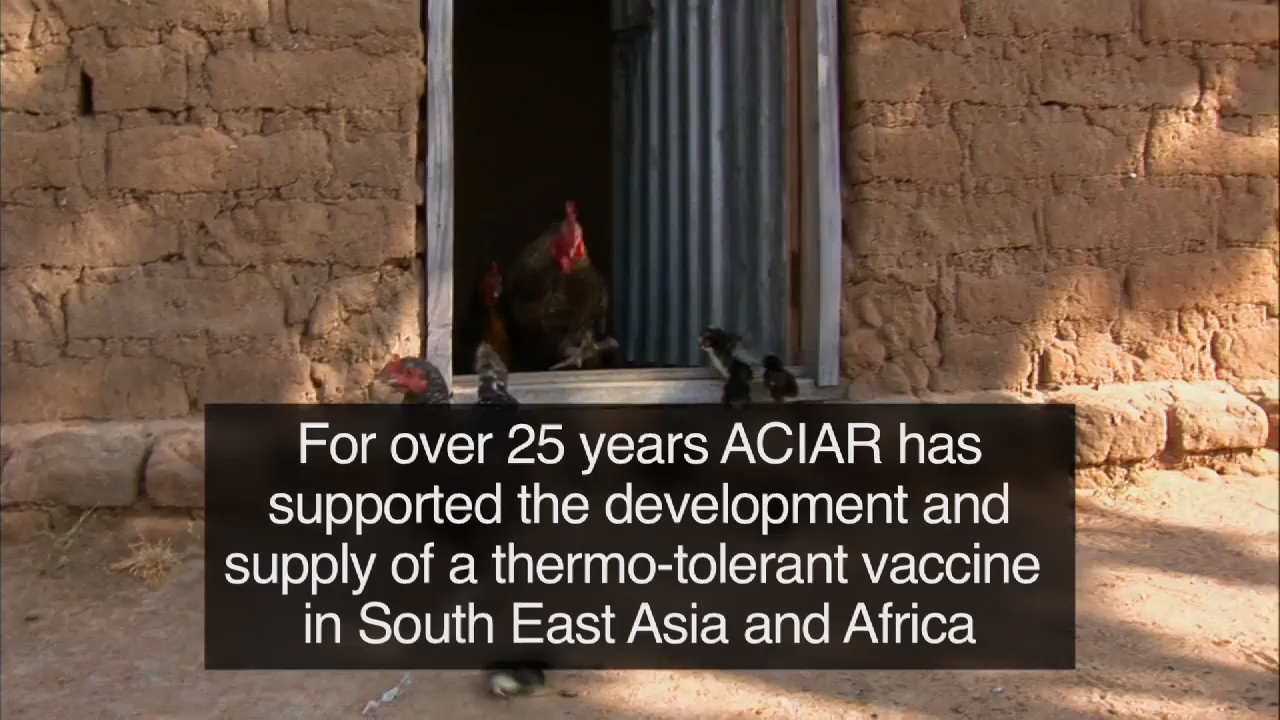 For over 25 years ACIAR has
supported the development and
supply of a thermo-tolerant vaccine
in South East Asia and Africa